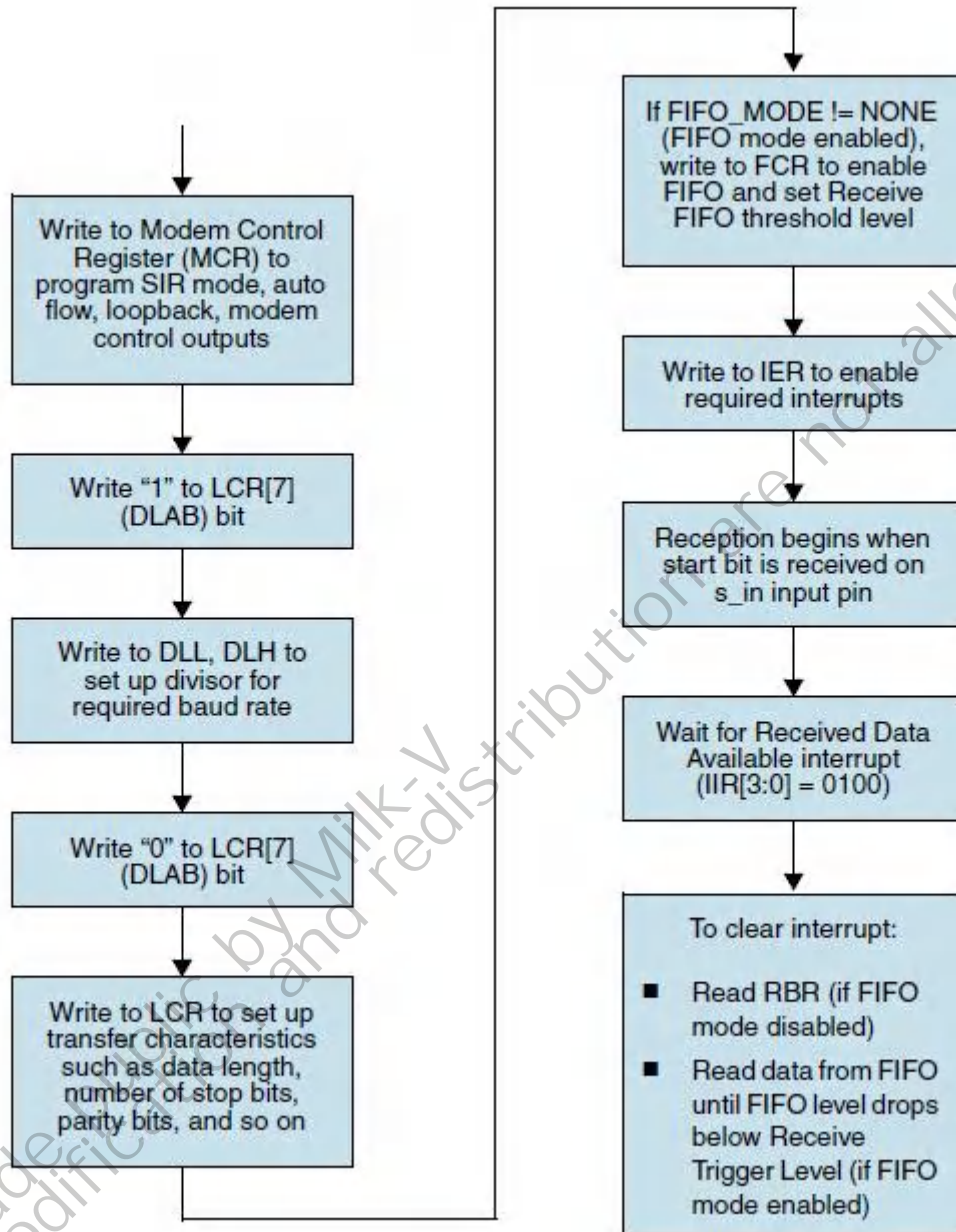 Write to Modem Control
Register (MCR) to
program SIR mode, auto
flow, loopback, modem
control outputs
Write “1” to LCR[7]
(DLAB) bit
Write to DLL, DLH to
set up divisor for
required baud rate
Write “0” to LCR[7]
(DLAB) bit
Write to LCR to set up
transfer characteristics
such as data length,
number of stop bits,
parity bits, and so on
If FIFO_MODE != NONE
(FIFO mode enabled),
write to FCR to enable
FIFO and set Receive
FIFO threshold level
Write to IER to enable
required interrupts
Reception begins when
start bit is received on
s_in input pin
Wait for Received Data
Available interrupt
(IIR[3:0] = 0100)
To clear interrupt:
■ Read RBR (if FIFO
mode disabled)
■ Read data from FIFO
until FIFO level drops
below Receive
Trigger Level (if FIFO
mode enabled)
by Milk-V
and redistribution are not